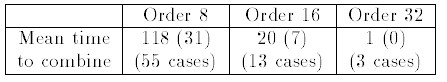 Order 8 Order 16 Order 32
Mean time 118 (31) 20 (7) 1 (0)
to combine (55 cases) (13 cases) (3 cases)